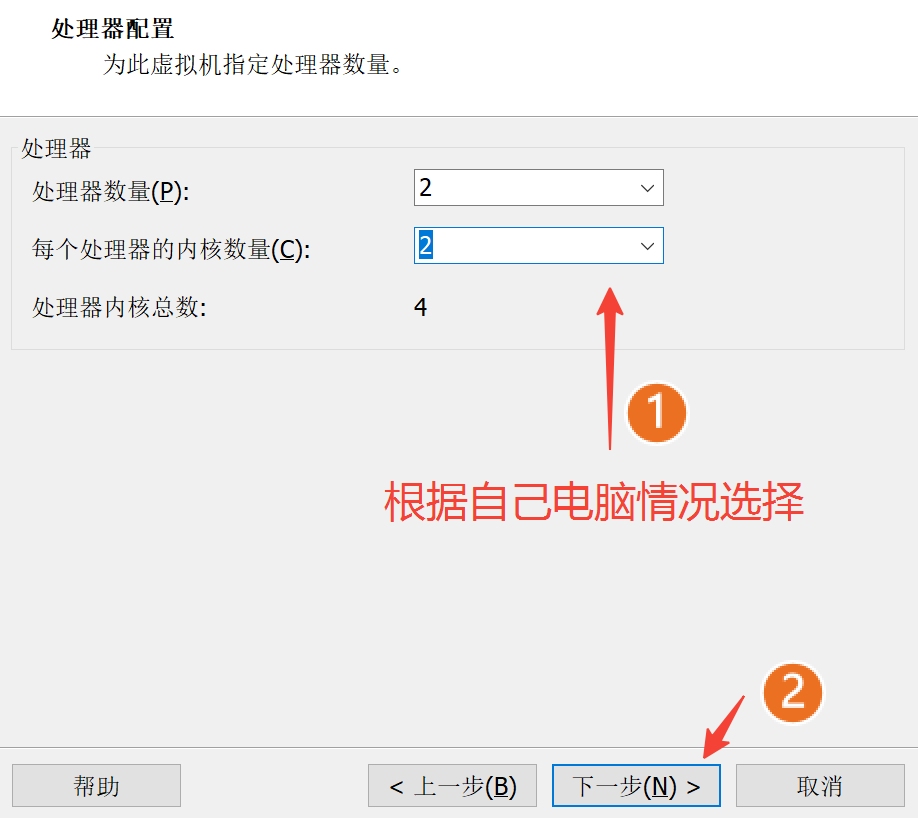 处理器配置
为此虚拟机指定处理器数量。
处理器
处理器数量(P): 2
每个处理器的内核数量(C): 2
处理器内核总数: 4
1
根据自己电脑情况选择
2
帮助 < 上一步(B) 下一步(N) > 取消